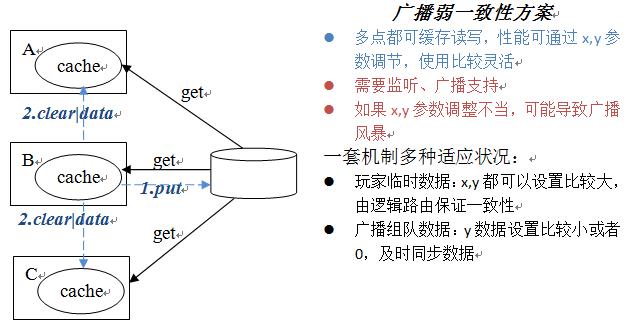 A
cache
get
2.clear|data
B
cache
get
1.put
2.clear|data
get
C
cache
广播弱一致性方案
● 多点都可缓存读写，性能可通过 x,y 参
数调节，使用比较灵活
● 需要监听、广播支持
● 如果 x,y 参数调整不当，可能导致广播
风暴
一套机制多种适应状况：
● 玩家临时数据：x,y 都可以设置比较大，
由逻辑路由保证一致性
● 广播组队数据：y 数据设置比较小或者
0，及时同步数据